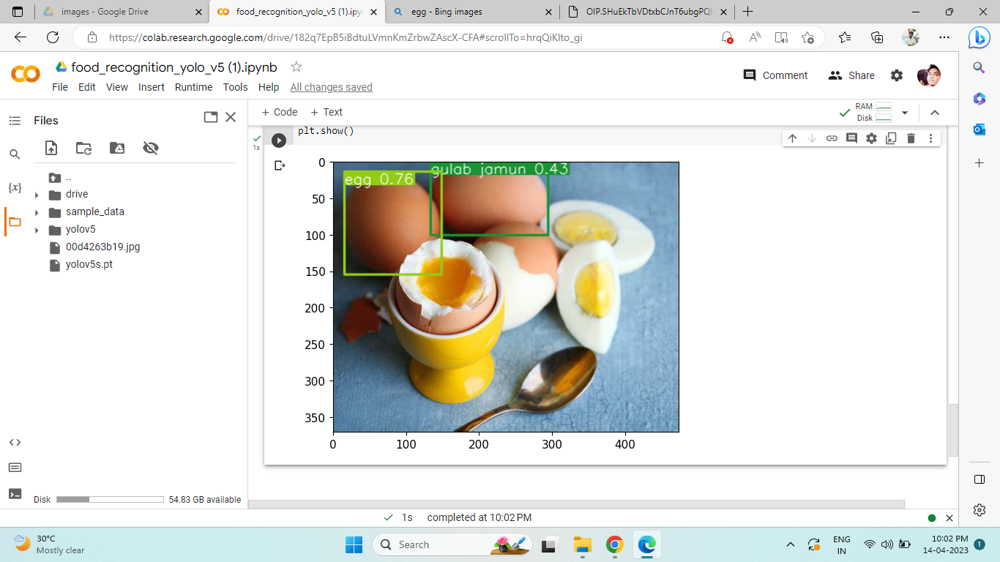 images - Google Drive
food_recognition_yolo_v5 (1).ipyn
egg - Bing images
OIP.SHuEkTbVDtxbCJnT6ubgPQH
https://colab.research.google.com/drive/182q7EpB5iBdtuLVmnKmZrbwZAscX-CFA#scrollTo=hrqQiKlto_gi
food_recognition_yolo_v5 (1).ipynb
File Edit View Insert Runtime Tools Help All changes saved
Comment Share
Files
+ Code + Text
RAM
Disk
plt.show()
1s
{x}
..
drive
sample_data
yolov5
00d4263b19.jpg
yolov5s.pt
gulab jamun 0.43
egg 0.76
0
50
100
150
200
250
300
350
0 100 200 300 400
Disk 54.83 GB available
1s completed at 10:02 PM
30°C
Mostly clear
Search
ENG
IN
10:02 PM
14-04-2023
1